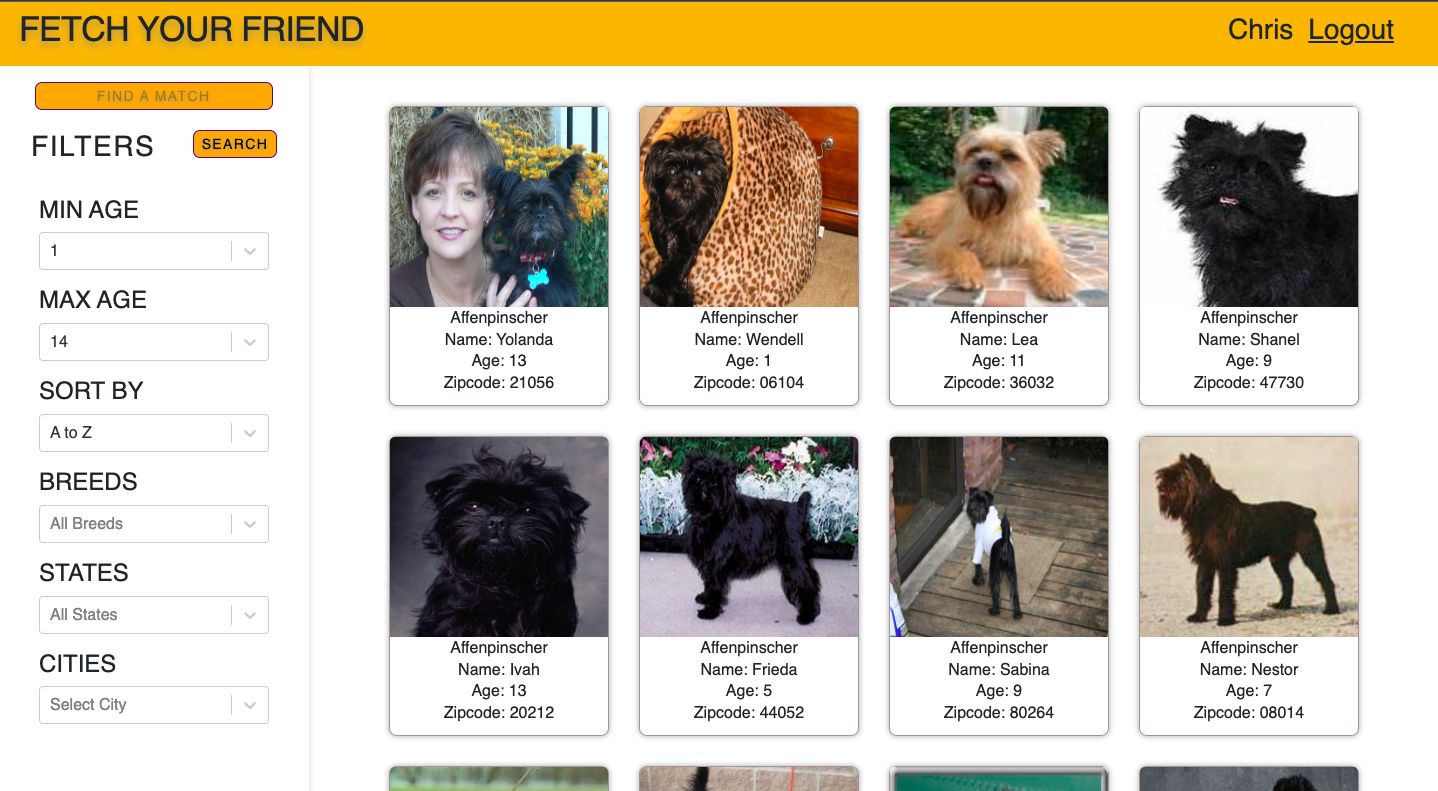 FETCH YOUR FRIEND
Chris Logout
FIND A MATCH
FILTERS
SEARCH
MIN AGE
1
MAX AGE
14
SORT BY
A to Z
BREEDS
All Breeds
STATES
All States
CITIES
Select City
Affenpinscher
Name: Yolanda
Age: 13
Zipcode: 21056
Affenpinscher
Name: Wendell
Age: 1
Zipcode: 06104
Affenpinscher
Name: Lea
Age: 11
Zipcode: 36032
Affenpinscher
Name: Shanel
Age: 9
Zipcode: 47730
Affenpinscher
Name: Ivah
Age: 13
Zipcode: 20212
Affenpinscher
Name: Frieda
Age: 5
Zipcode: 44052
Affenpinscher
Name: Sabina
Age: 9
Zipcode: 80264
Affenpinscher
Name: Nestor
Age: 7
Zipcode: 08014